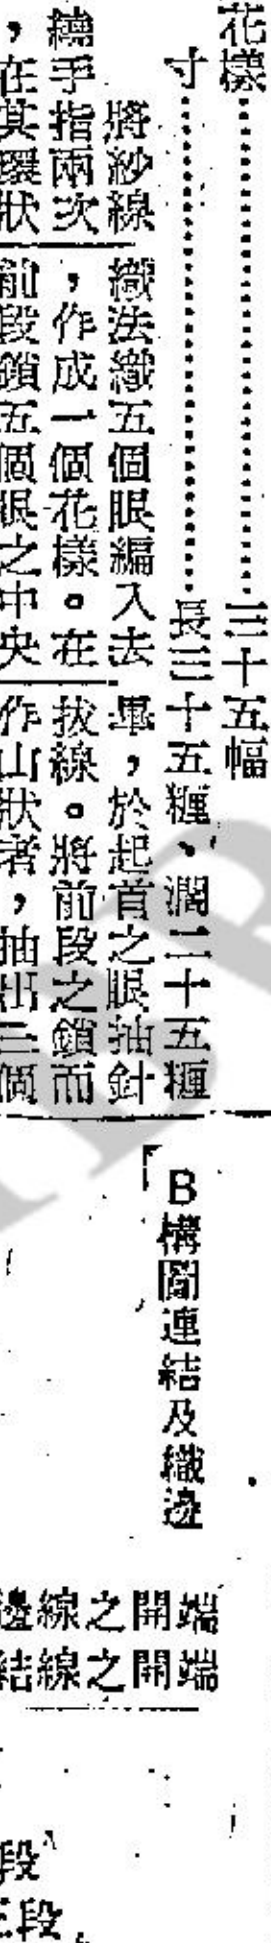 花樣……………………三十五幅
寸……………………長三十五糎、濶二十五糎
將紗線
繞手指兩次
，在其環狀
織法織五個眼編入去
，作成一個花樣。在
前段鎖五個眼之中央
畢，於起首之眼抽針
拔線。將前段之鎖而
作山狀者，抽出三個
B構圖連結及織邊
邊線之開端
結線之開端
段
三段